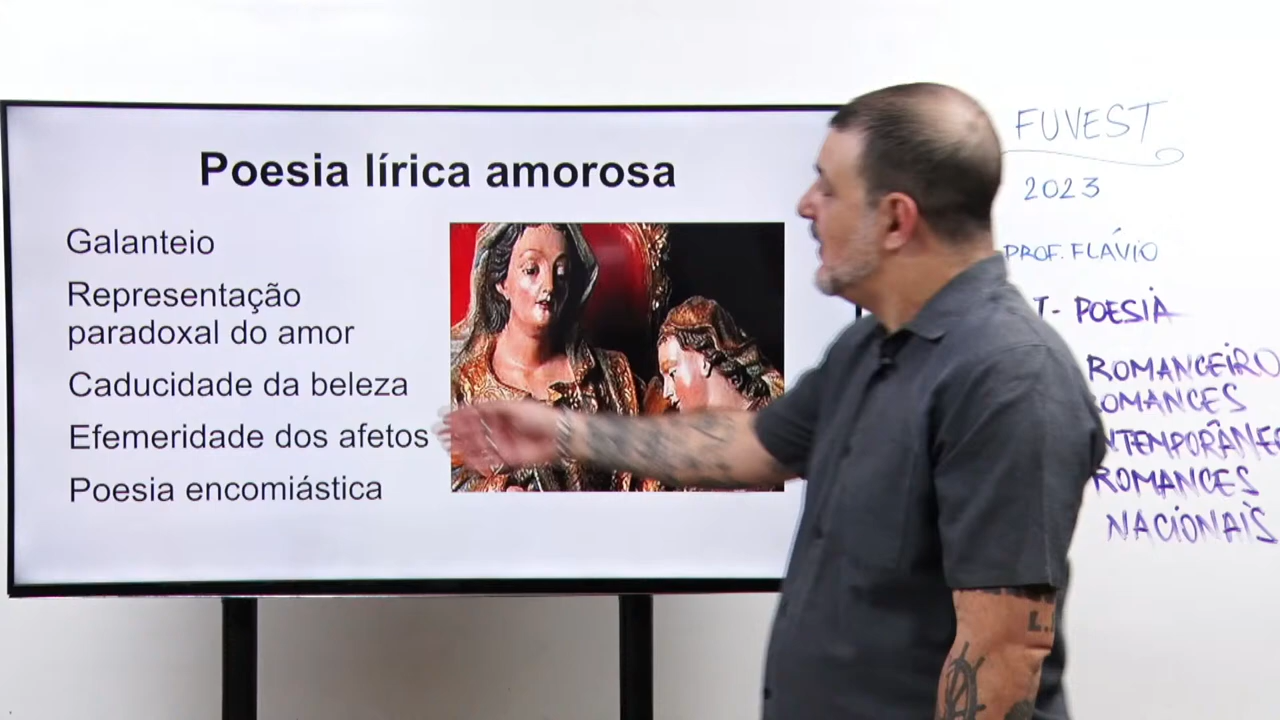 Poesia lírica amorosa
Galanteio
Representação
paradoxal do amor
Caducidade da beleza
Efemeridade dos afetos
Poesia encomiástica
FUVEST
2023
PROF. FLÁVIO
POESIA
ROMANCEIRO
ROMANCES
NACIONAIS